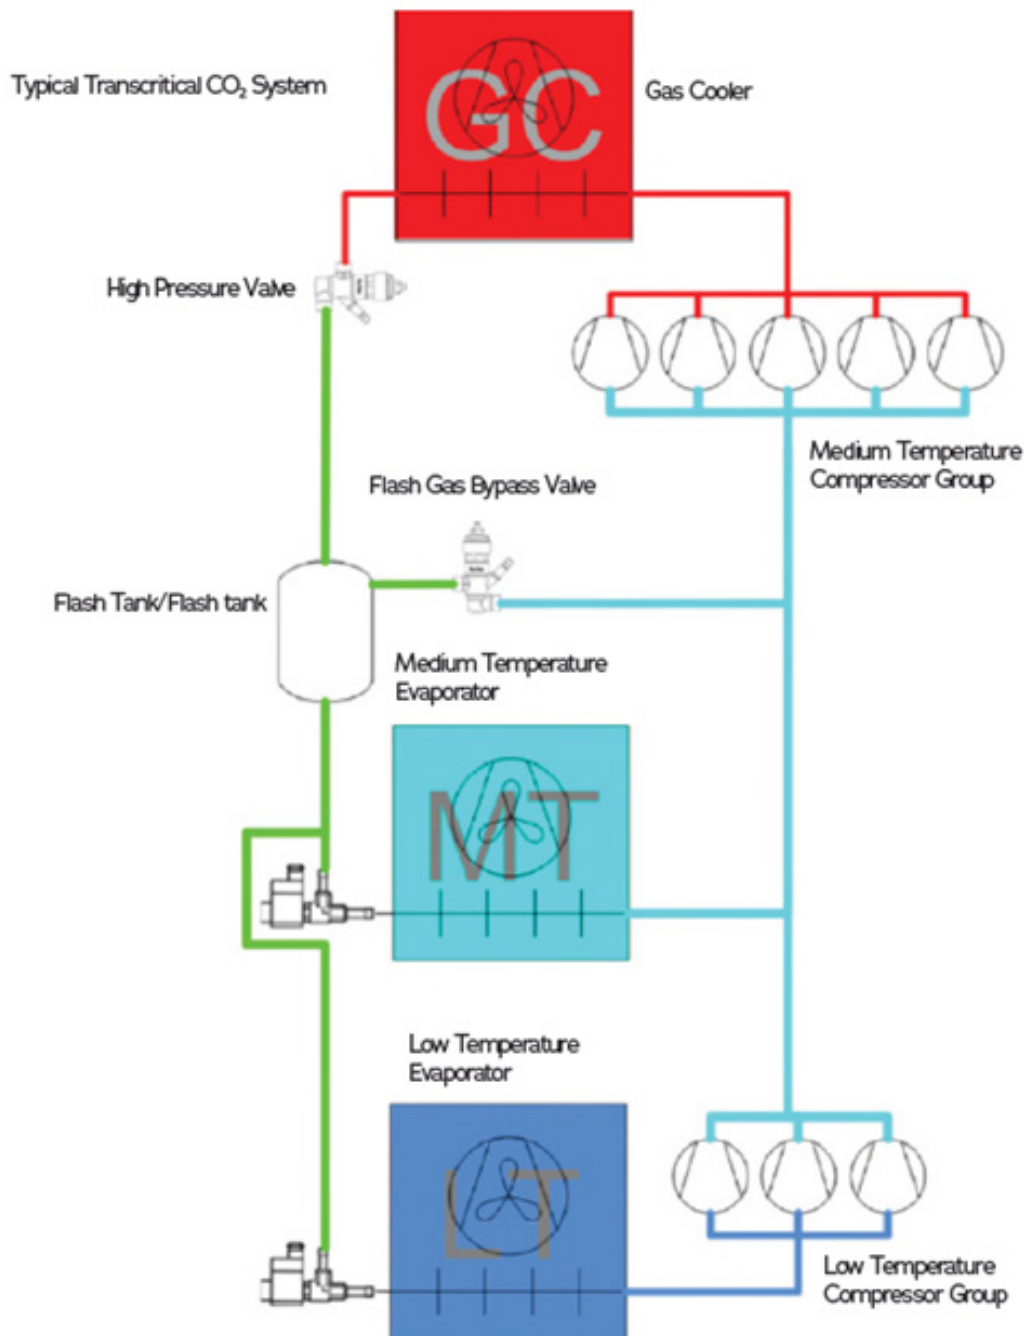 Typical Transcritical CO₂ System
GC
Gas Cooler
High Pressure Valve
Medium Temperature
Compressor Group
Flash Gas Bypass Valve
Flash Tank/Flash tank
Medium Temperature
Evaporator
MT
Low Temperature
Evaporator
LT
Low Temperature
Compressor Group